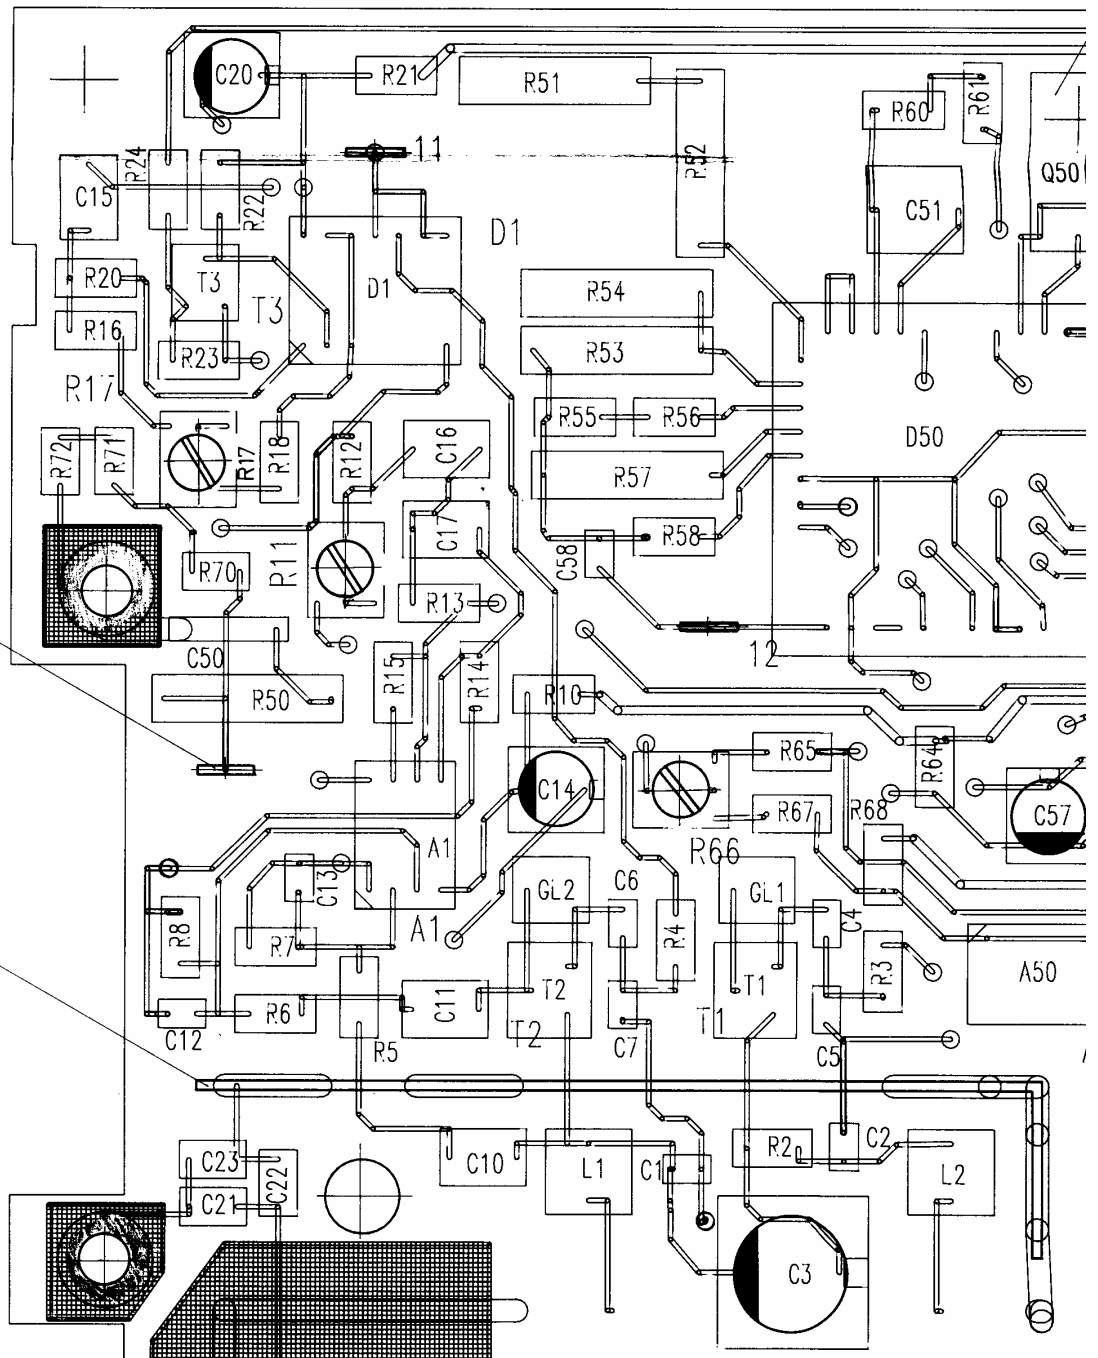 C20
R21
R51
R52
R60
R61
Q50
R24
11
C15
R22
C51
D1
R20
T3
D1
R54
T3
R16
R23
R53
R17
R55
R56
D50
R72
R71
R17
R18
R12
C16
R57
C17
R58
C58
R11
R70
R13
C50
R15
R14
12
R50
R10
R64
R65
C14
C57
R67
R68
A1
R66
C13
GL2
C6
GL1
C4
A1
R8
R7
R4
R3
A50
C11
T2
T1
R6
C12
R5
T2
C7
T1
C5
C23
C22
C10
L1
C1
R2
C2
L2
C21
C3